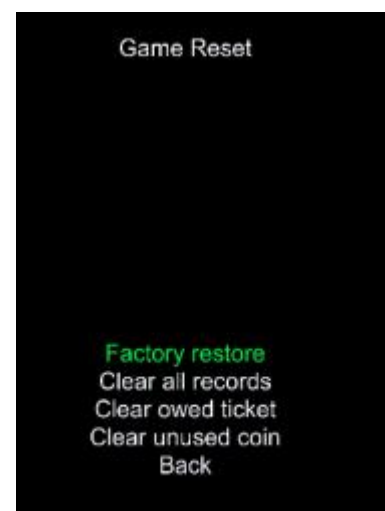 Game Reset
Factory restore
Clear all records
Clear owed ticket
Clear unused coin
Back